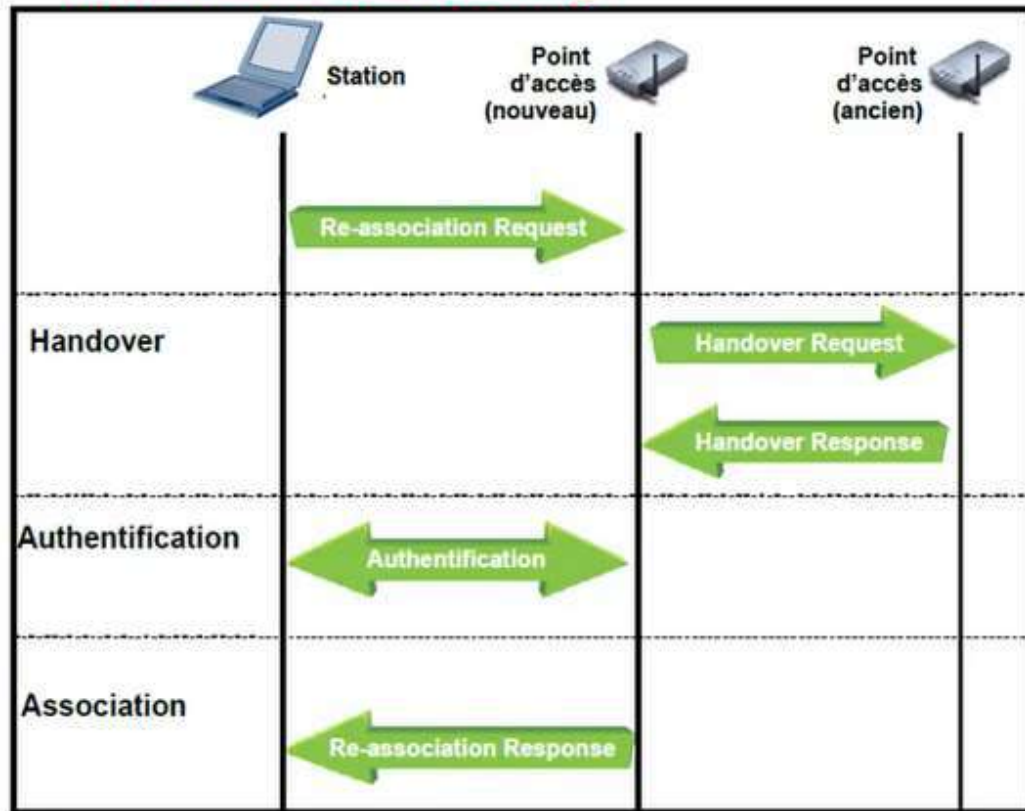 Station
Point
d'accès
(nouveau)
Point
d'accès
(ancien)
Re-association Request
Handover
Handover Request
Handover Response
Authentification
Authentification
Association
Re-association Response